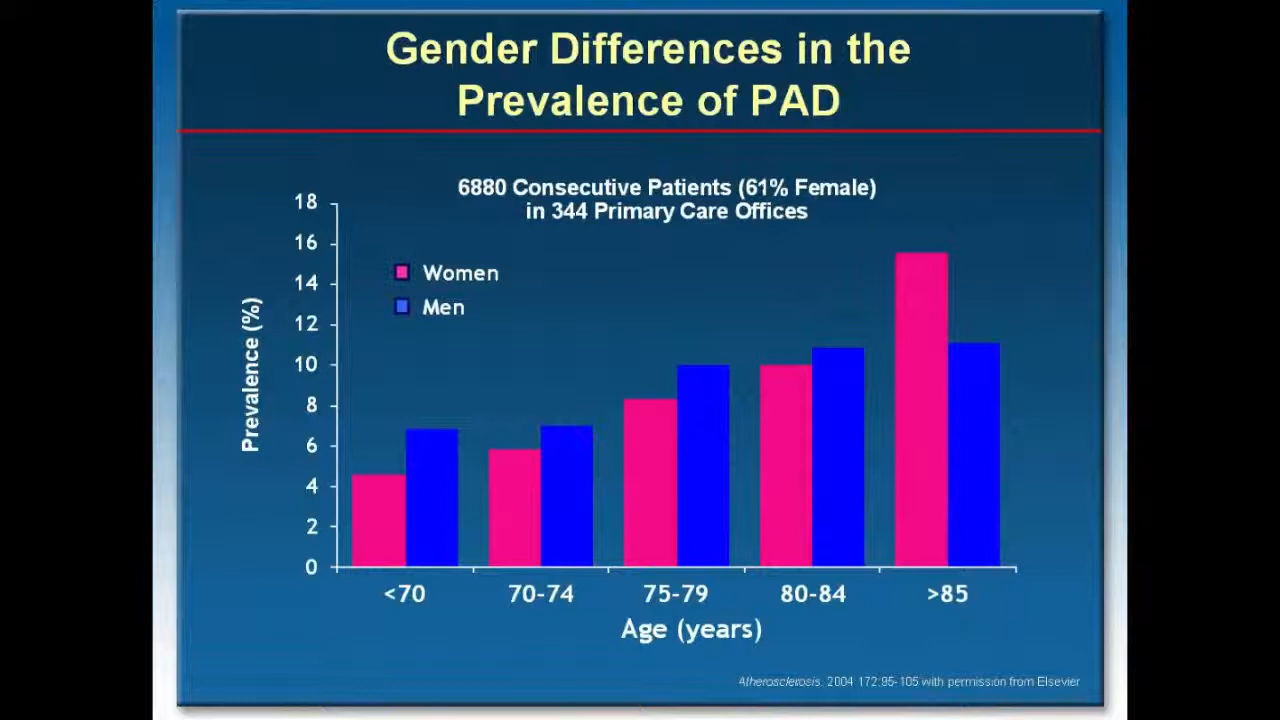 Gender Differences in the
Prevalence of PAD
6880 Consecutive Patients (61% Female)
in 344 Primary Care Offices
18
16
14
12
10
8
6
4
2
0
Prevalence (%)
Women
Men
<70
70-74
75-79
80-84
>85
Age (years)
Atherosclerosis. 2004 172:95-105 with permission from Elsevier